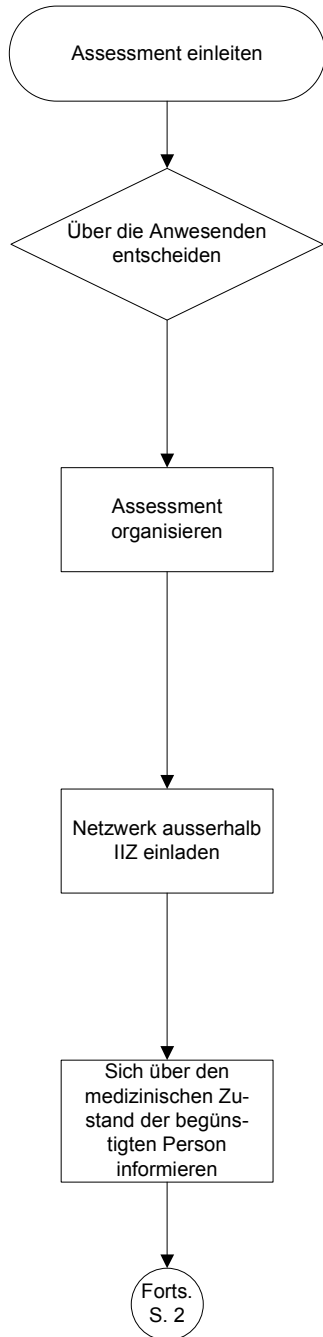 Assessment einleiten
Über die Anwesenden
entscheiden
Assessment
organisieren
Netzwerk ausserhalb
IIZ einladen
Sich über den
medizinischen Zu-
stand der begüns-
tigten Person
informieren
Forts.
S. 2